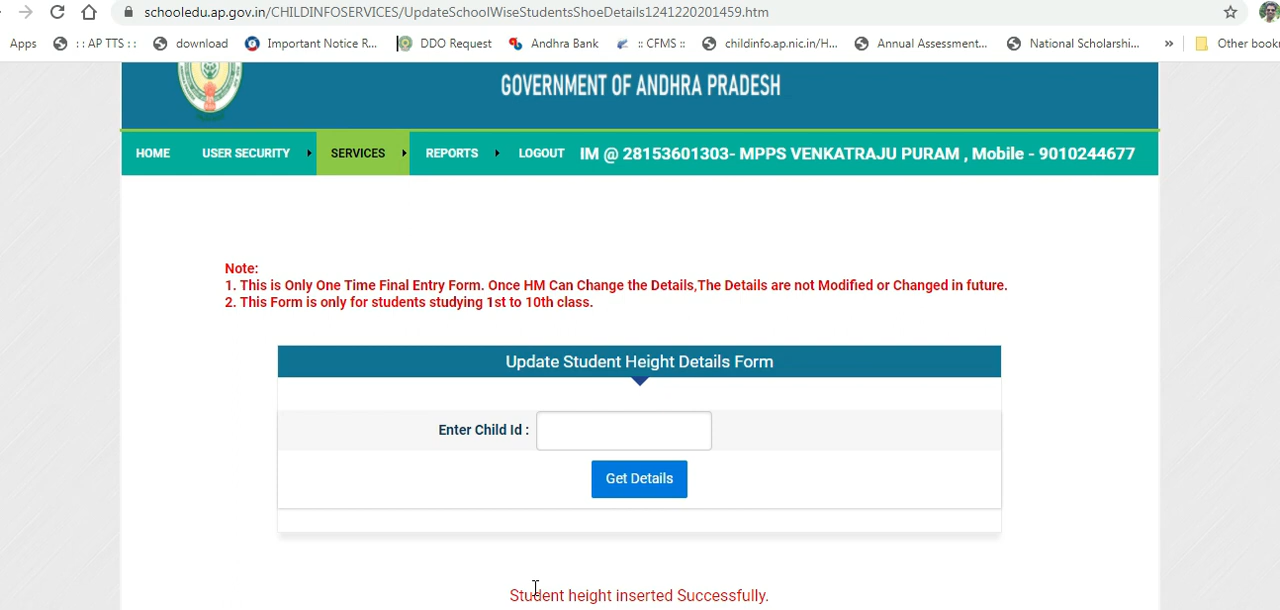 schooledu.ap.gov.in/CHILDINFOSERVICES/UpdateSchoolWiseStudentsShoeDetails1241220201459.htm
Apps : : AP TTS : : download Important Notice R... DDO Request Andhra Bank :: CFMS :: childinfo.ap.nic.in/H... Annual Assessment... National Scholarshi... » Other book
GOVERNMENT OF ANDHRA PRADESH
HOME USER SECURITY SERVICES REPORTS LOGOUT IM @ 28153601303- MPPS VENKATRAJU PURAM , Mobile - 9010244677
Note:
1. This is Only One Time Final Entry Form. Once HM Can Change the Details,The Details are not Modified or Changed in future.
2. This Form is only for students studying 1st to 10th class.
Update Student Height Details Form
Enter Child Id :
Get Details
Student height inserted Successfully.